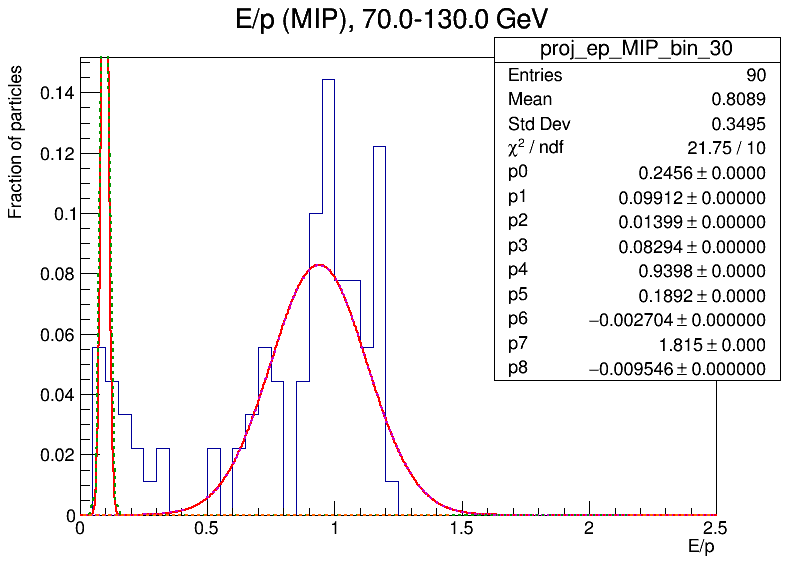 E/p (MIP), 70.0-130.0 GeV
proj_ep_MIP_bin_30
Entries 90
Mean 0.8089
Std Dev 0.3495
χ² / ndf 21.75 / 10
p0 0.2456 ± 0.0000
p1 0.09912 ± 0.00000
p2 0.01399 ± 0.00000
p3 0.08294 ± 0.00000
p4 0.9398 ± 0.0000
p5 0.1892 ± 0.0000
p6 −0.002704 ± 0.000000
p7 1.815 ± 0.000
p8 −0.009546 ± 0.000000
Fraction of particles
0.14
0.12
0.1
0.08
0.06
0.04
0.02
0
0 0.5 1 1.5 2 2.5
E/p